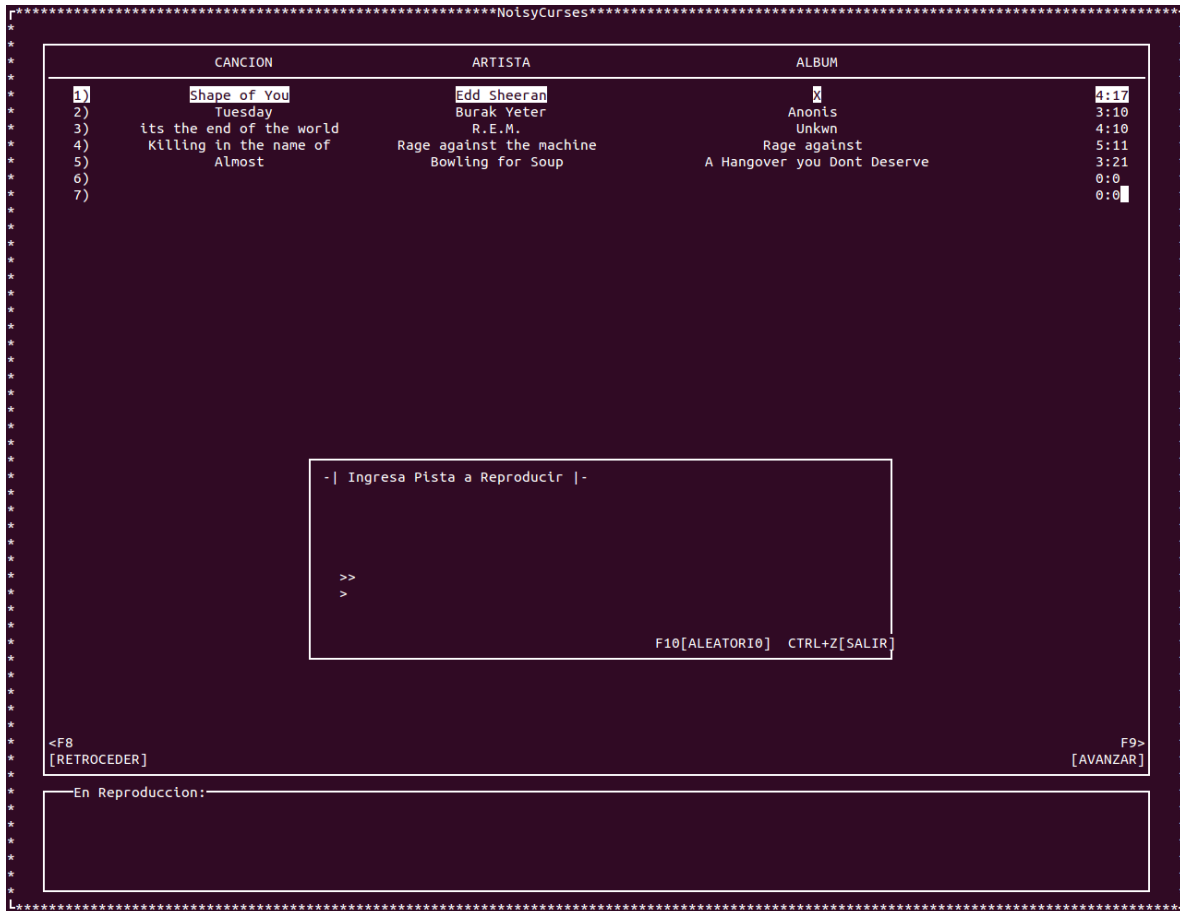 NoisyCurses
CANCION ARTISTA ALBUM
1) Shape of You Edd Sheeran X 4:17
2) Tuesday Burak Yeter Anonis 3:10
3) its the end of the world R.E.M. Unkwn 4:10
4) Killing in the name of Rage against the machine Rage against 5:11
5) Almost Bowling for Soup A Hangover you Dont Deserve 3:21
6) 0:0
7) 0:0
-| Ingresa Pista a Reproducir |-
>>
>
F10[ALEATORI0] CTRL+Z[SALIR]
<F8 F9>
[RETROCEDER] [AVANZAR]
En Reproduccion: